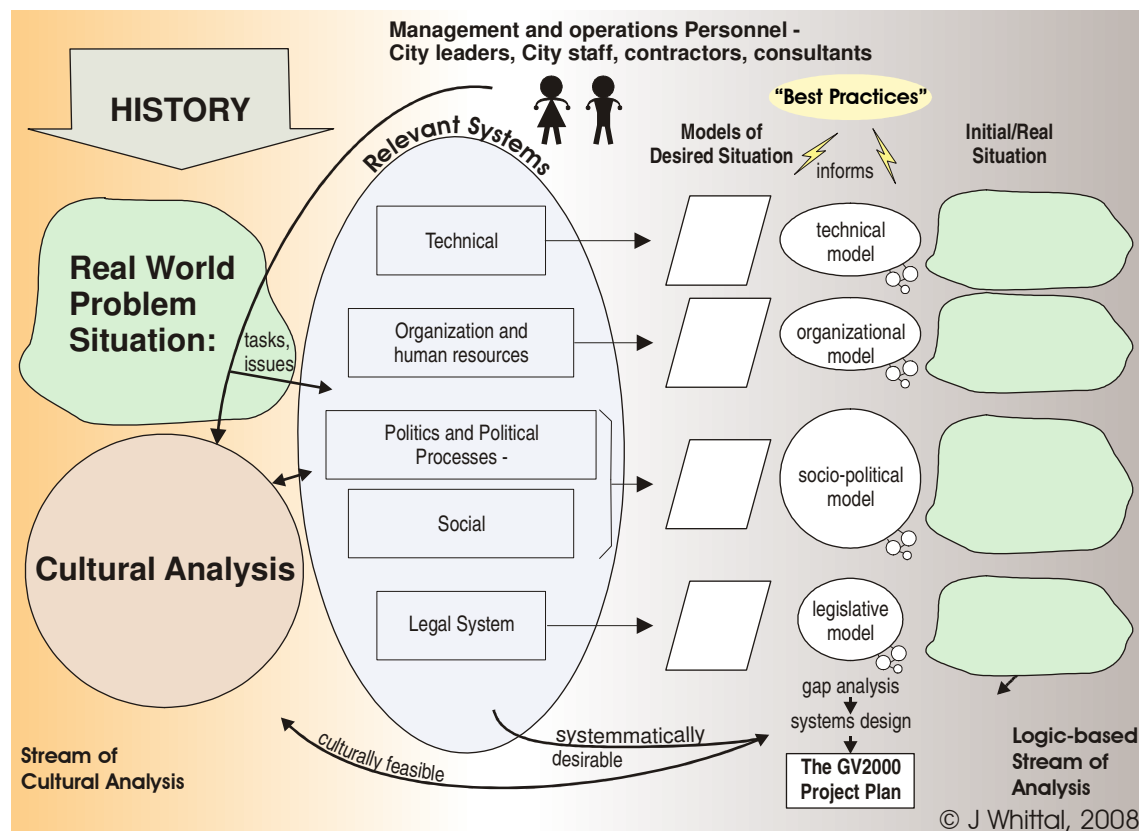 Management and operations Personnel -
City leaders, City staff, contractors, consultants
HISTORY
"Best Practices"
Relevant Systems
Models of
Desired Situation
informs
Initial/Real
Situation
Real World
Problem
Situation:
tasks,
issues
Technical
technical
model
Organization and
human resources
organizational
model
Politics and Political
Processes -
Social
socio-political
model
Cultural Analysis
Legal System
legislative
model
gap analysis
systems design
The GV2000
Project Plan
culturally feasible
systemmatically
desirable
Stream of
Cultural Analysis
Logic-based
Stream of
Analysis
© J Whittal, 2008